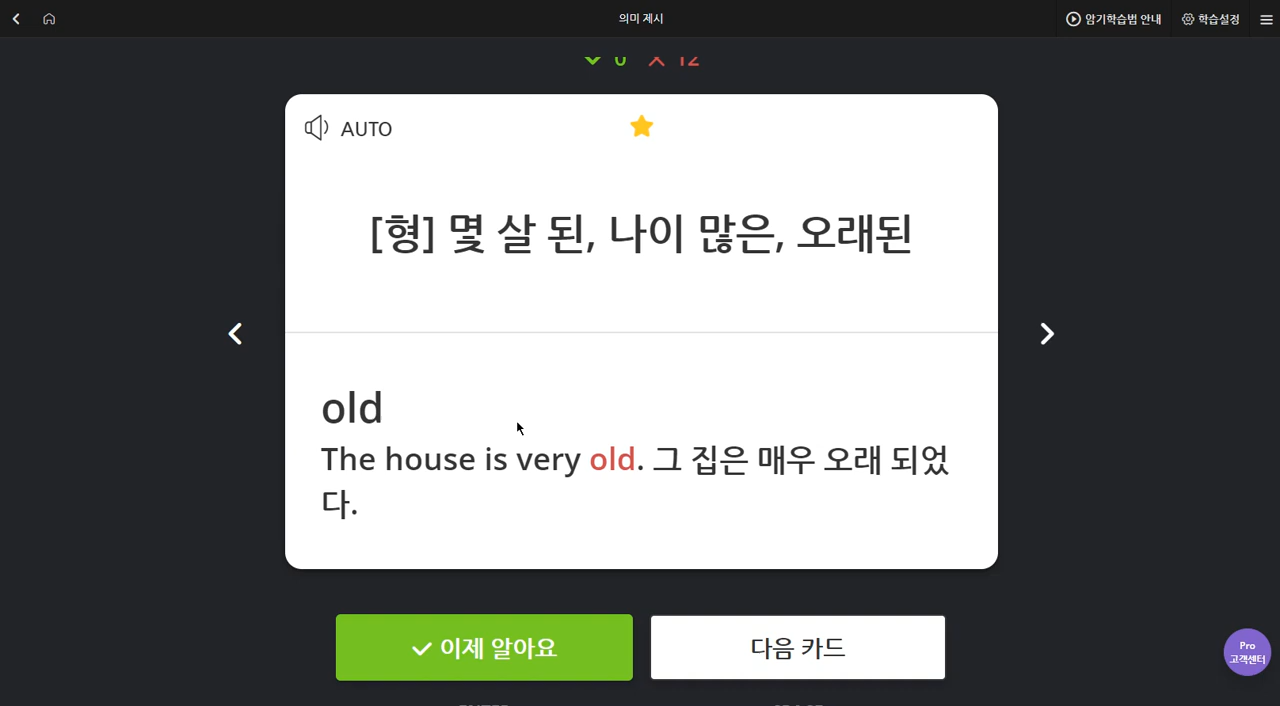 의미 제시
암기학습법 안내
학습설정
AUTO
[형] 몇 살 된, 나이 많은, 오래된
old
The house is very old. 그 집은 매우 오래 되었
다.
이제 알아요
다음 카드
Pro
고객센터